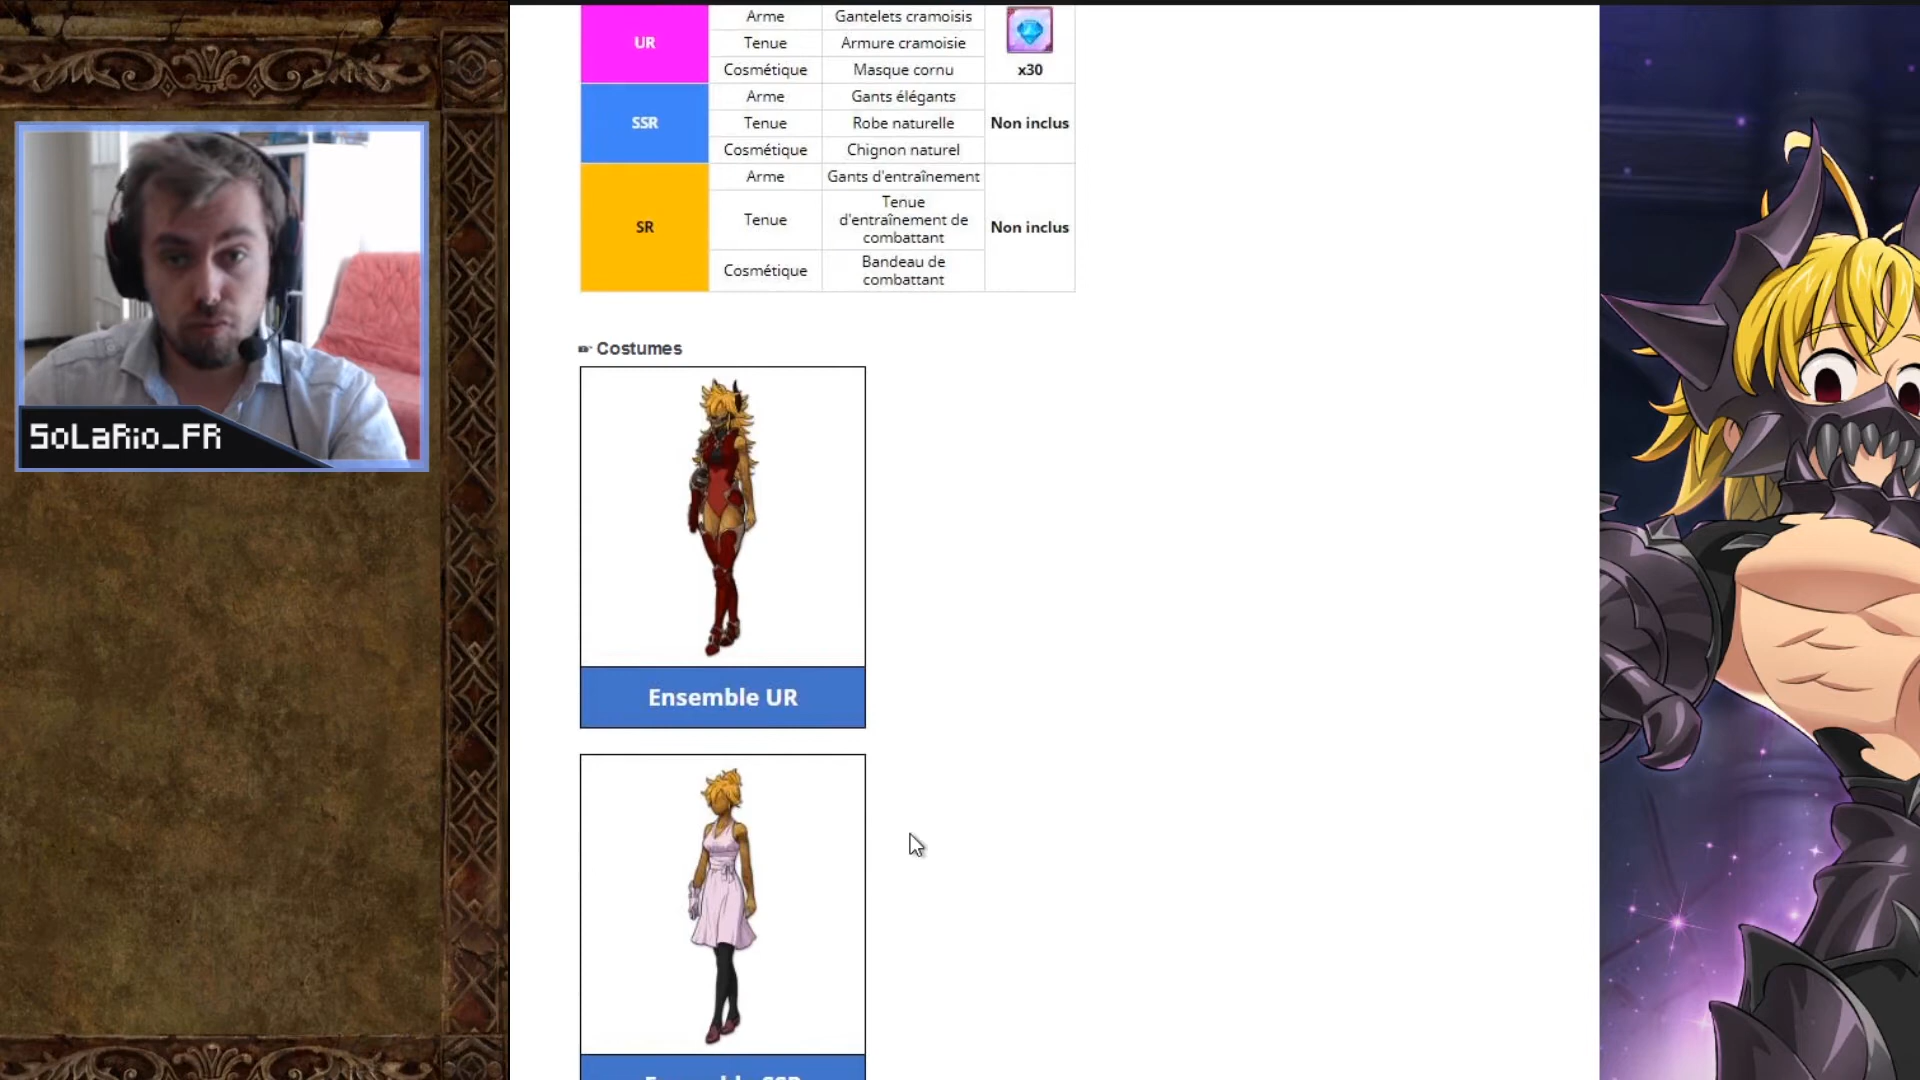 UR
Arme
Gantelets cramoisis
Tenue
Armure cramoisie
Cosmétique
Masque cornu
x30
SSR
Arme
Gants élégants
Tenue
Robe naturelle
Cosmétique
Chignon naturel
Non inclus
SR
Arme
Gants d'entraînement
Tenue
Tenue
d'entraînement de
combattant
Cosmétique
Bandeau de
combattant
Non inclus
Costumes
Ensemble UR
Ensemble SSR
SoLaRio_FR